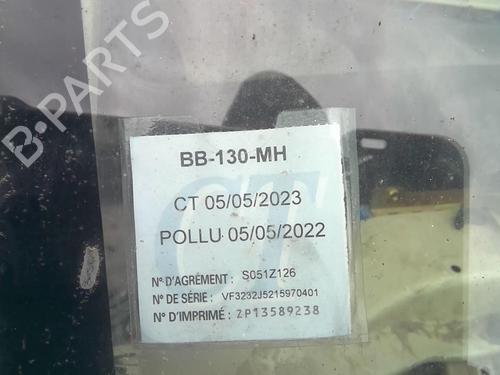 B-PARTS
BB-130-MH
CT 05/05/2023
POLLU 05/05/2022
N° D'AGRÉMENT : S051Z126
N° DE SÉRIE : VF3232J5215970401
N° D'IMPRIMÉ : ZP13589238